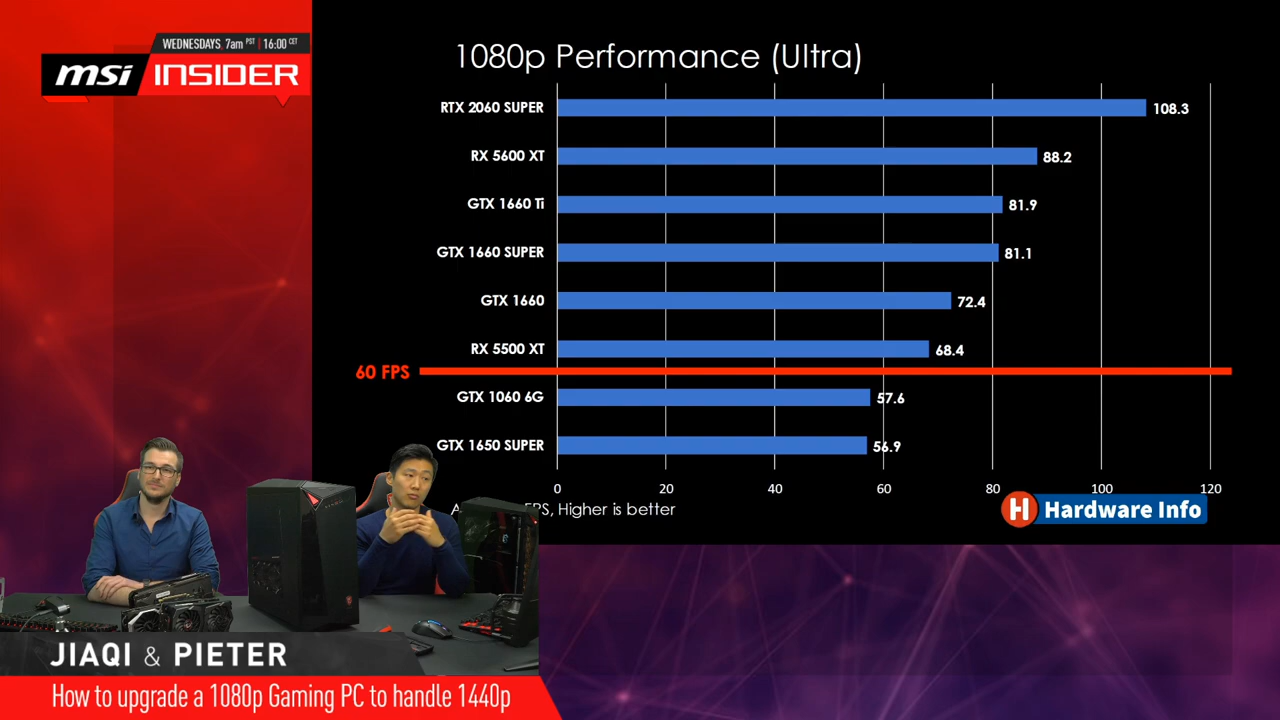 WEDNESDAYS, 7am PST | 16:00 CET
msi INSIDER
1080p Performance (Ultra)
RTX 2060 SUPER 108.3
RX 5600 XT 88.2
GTX 1660 Ti 81.9
GTX 1660 SUPER 81.1
GTX 1660 72.4
RX 5500 XT 68.4
60 FPS
GTX 1060 6G 57.6
GTX 1650 SUPER 56.9
0 20 40 60 80 100 120
FPS, Higher is better
H Hardware Info
JIAQI & PIETER
How to upgrade a 1080p Gaming PC to handle 1440p